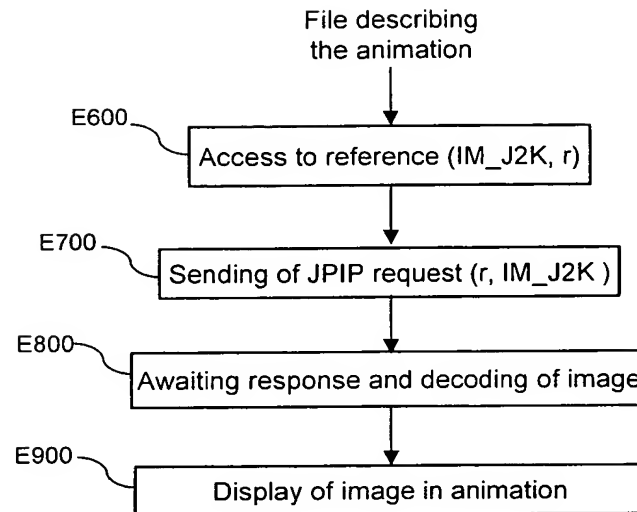 File describing
the animation
E600
Access to reference (IM_J2K, r)
E700
Sending of JPIP request (r, IM_J2K )
E800
Awaiting response and decoding of image
E900
Display of image in animation